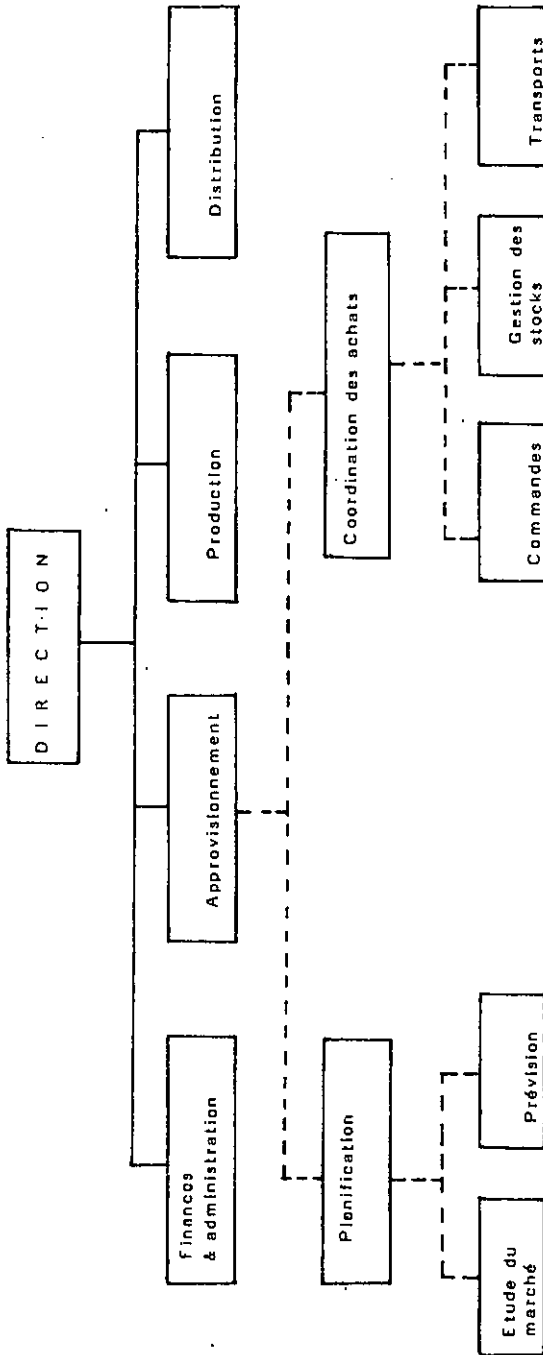 DIRECTION
Finances
& administration
Approvisionnement
Production
Distribution
Planification
Coordination des achats
Etude du
marché
Prévision
Commandes
Gestion des
stocks
Transports